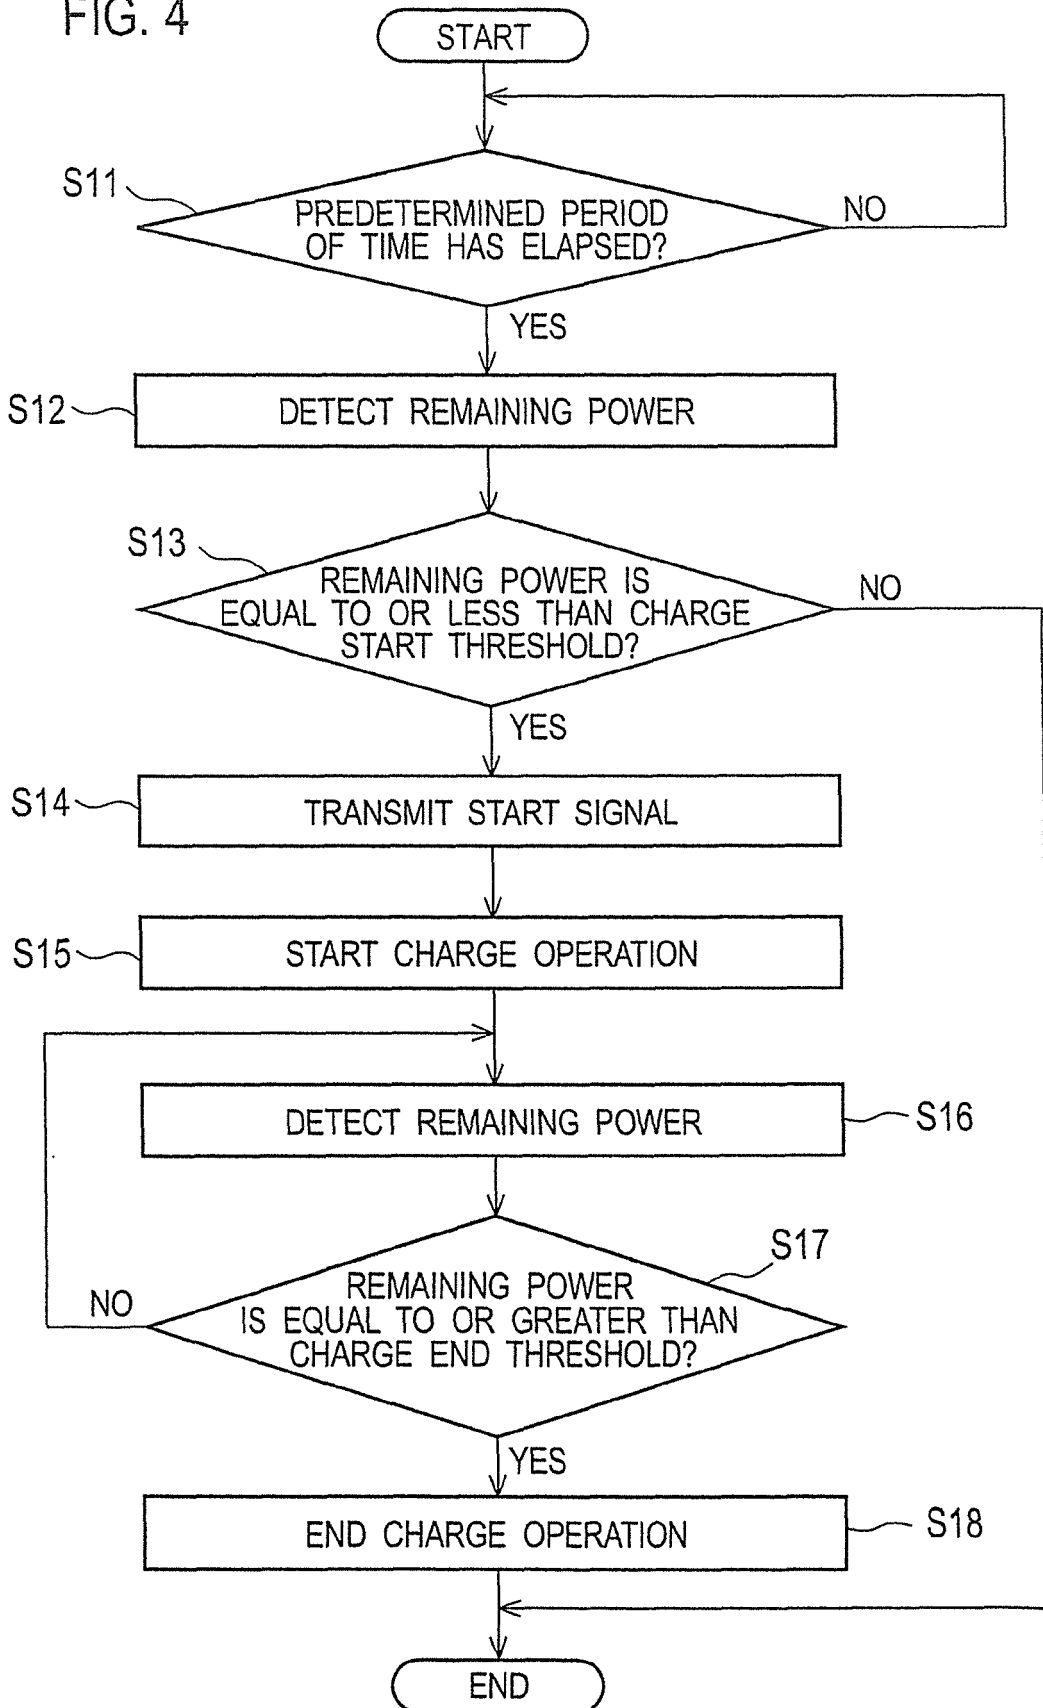 FIG. 4
START
S11
PREDETERMINED PERIOD
OF TIME HAS ELAPSED?
NO
YES
S12
DETECT REMAINING POWER
S13
REMAINING POWER IS
EQUAL TO OR LESS THAN CHARGE
START THRESHOLD?
NO
YES
S14
TRANSMIT START SIGNAL
S15
START CHARGE OPERATION
DETECT REMAINING POWER
S16
S17
REMAINING POWER
IS EQUAL TO OR GREATER THAN
CHARGE END THRESHOLD?
NO
YES
END CHARGE OPERATION
S18
END